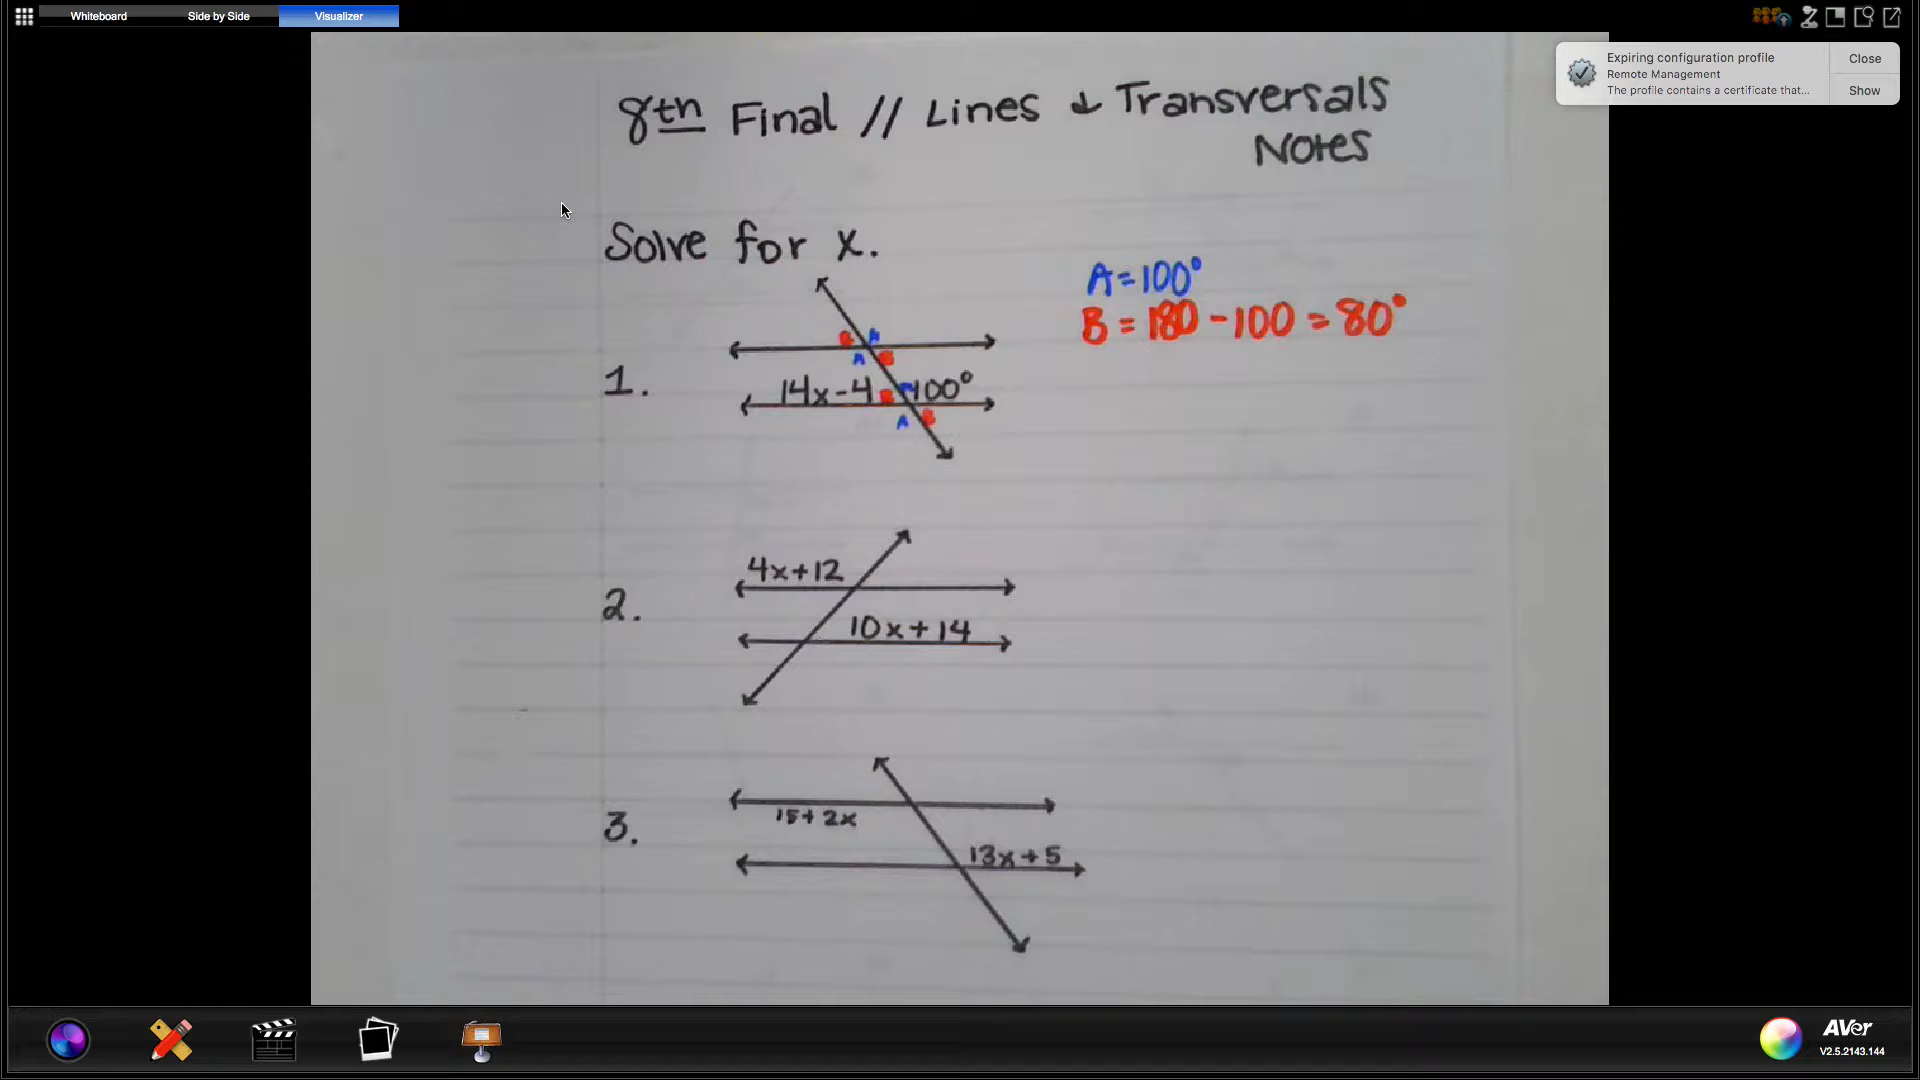 Whiteboard Side by Side Visualizer
Expiring configuration profile
Remote Management
The profile contains a certificate that...
Close
Show
8th Final // Lines & Transversals
Notes
Solve for x.
A=100°
B = 180 - 100 = 80°
1.
B A
A B
14x-4 B A 100°
A B
2.
4x+12
10x+14
3.
15+2x
13x+5
AVer
V2.5.2143.144